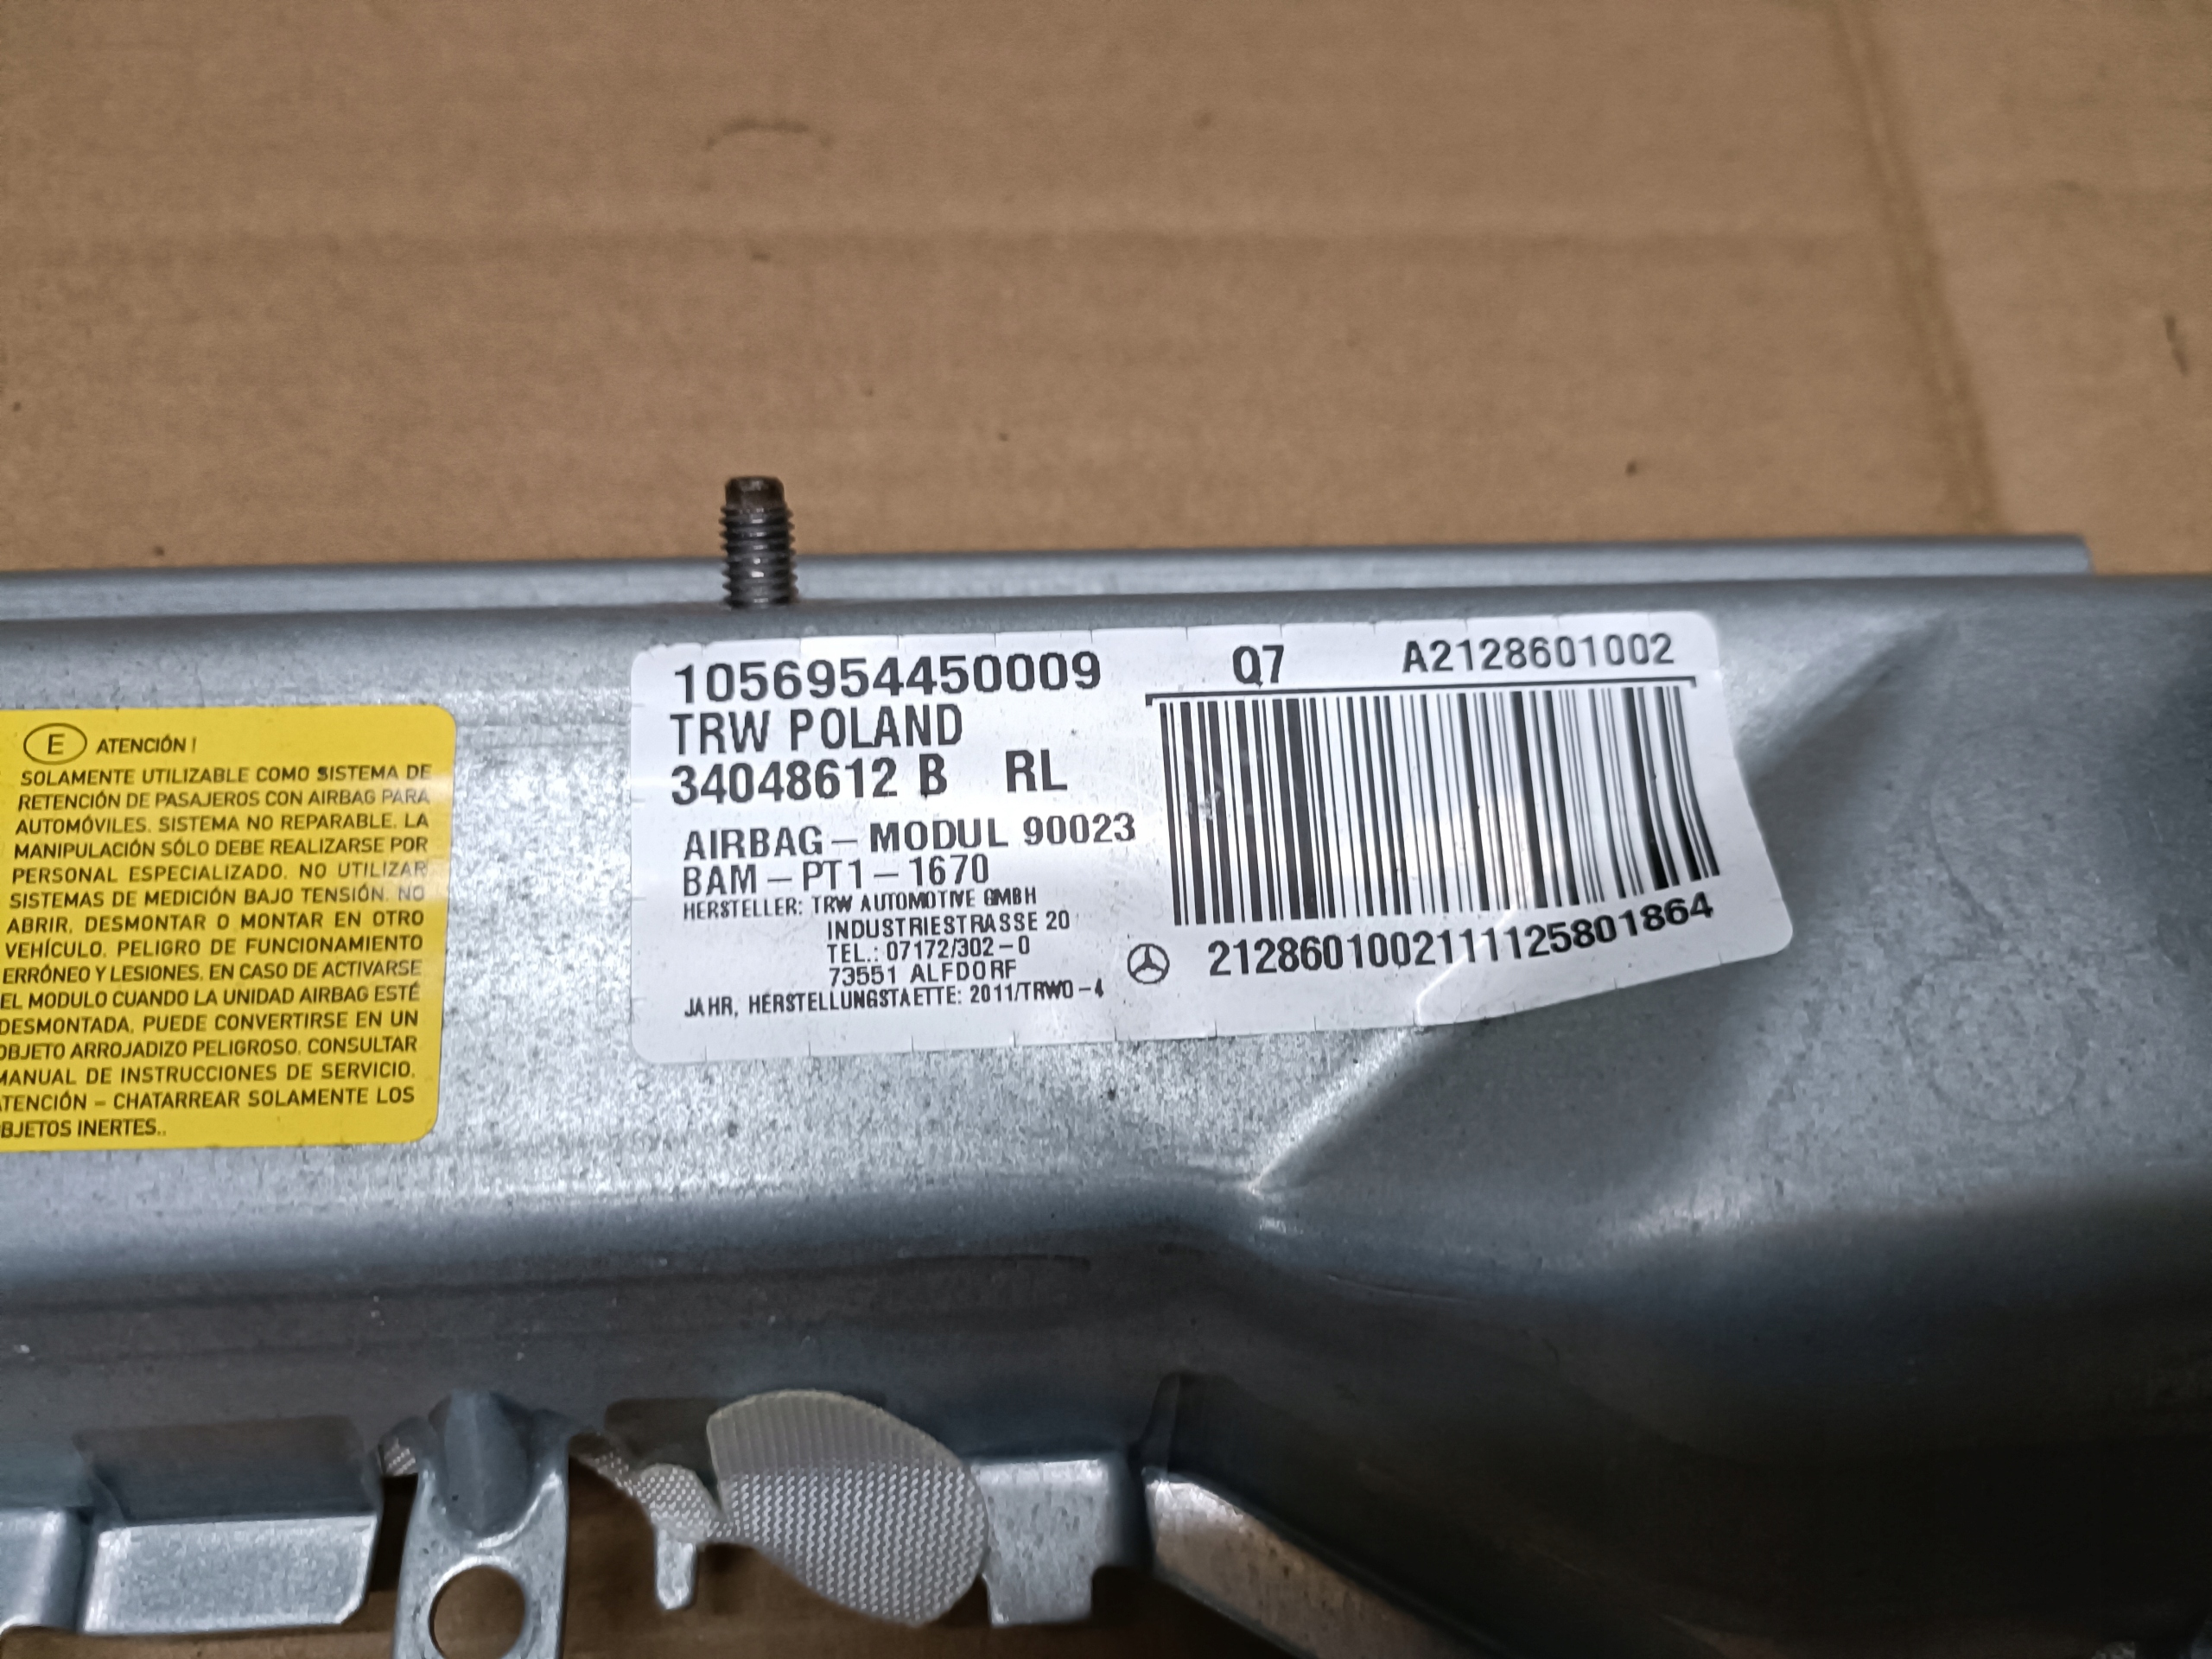 E ATENCIÓN!
SOLAMENTE UTILIZABLE COMO SISTEMA DE
RETENCIÓN DE PASAJEROS CON AIRBAG PARA
AUTOMÓVILES. SISTEMA NO REPARABLE. LA
MANIPULACIÓN SÓLO DEBE REALIZARSE POR
PERSONAL ESPECIALIZADO. NO UTILIZAR
SISTEMAS DE MEDICIÓN BAJO TENSIÓN. NO
ABRIR, DESMONTAR O MONTAR EN OTRO
VEHÍCULO. PELIGRO DE FUNCIONAMIENTO
ERRÓNEO Y LESIONES. EN CASO DE ACTIVARSE
EL MODULO CUANDO LA UNIDAD AIRBAG ESTÉ
DESMONTADA, PUEDE CONVERTIRSE EN UN
OBJETO ARROJADIZO PELIGROSO. CONSULTAR
MANUAL DE INSTRUCCIONES DE SERVICIO.
ATENCIÓN – CHATARREAR SOLAMENTE LOS
BJETOS INERTES..
1056954450009 Q7 A2128601002
TRW POLAND
34048612 B RL
AIRBAG – MODUL 90023
BAM – PT1 – 1670
HERSTELLER: TRW AUTOMOTIVE GMBH
INDUSTRIESTRASSE 20
TEL.: 07172/302-0
73551 ALFDORF
JAHR, HERSTELLUNGSTAETTE: 2011/TRWO-4
212860100211112580​1864